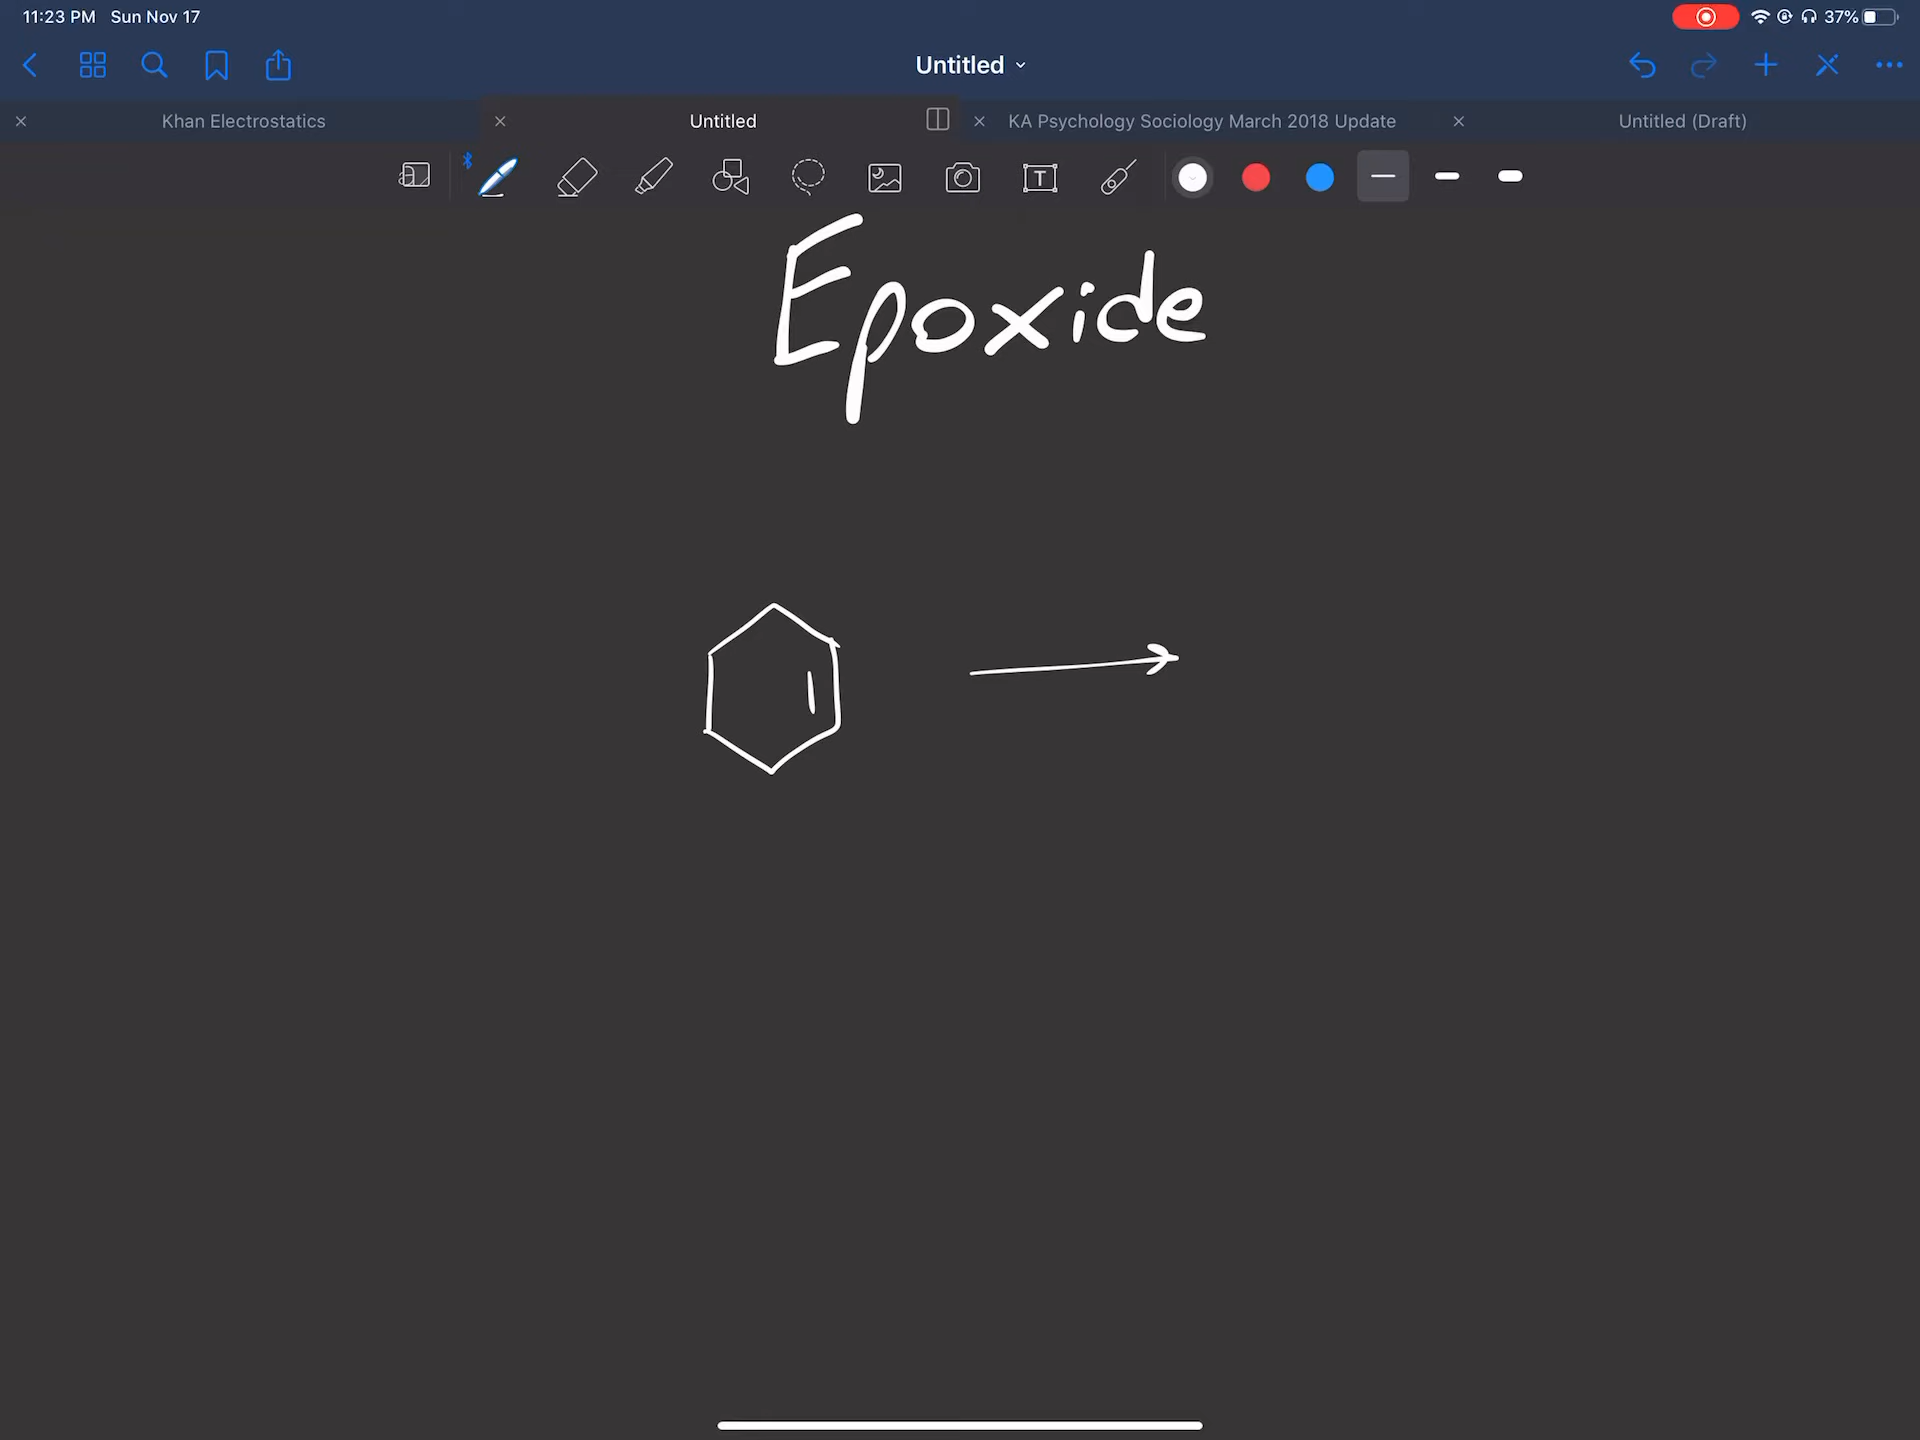 11:23 PM Sun Nov 17
37%
Untitled
Khan Electrostatics
Untitled
KA Psychology Sociology March 2018 Update
Untitled (Draft)
T
Epoxide